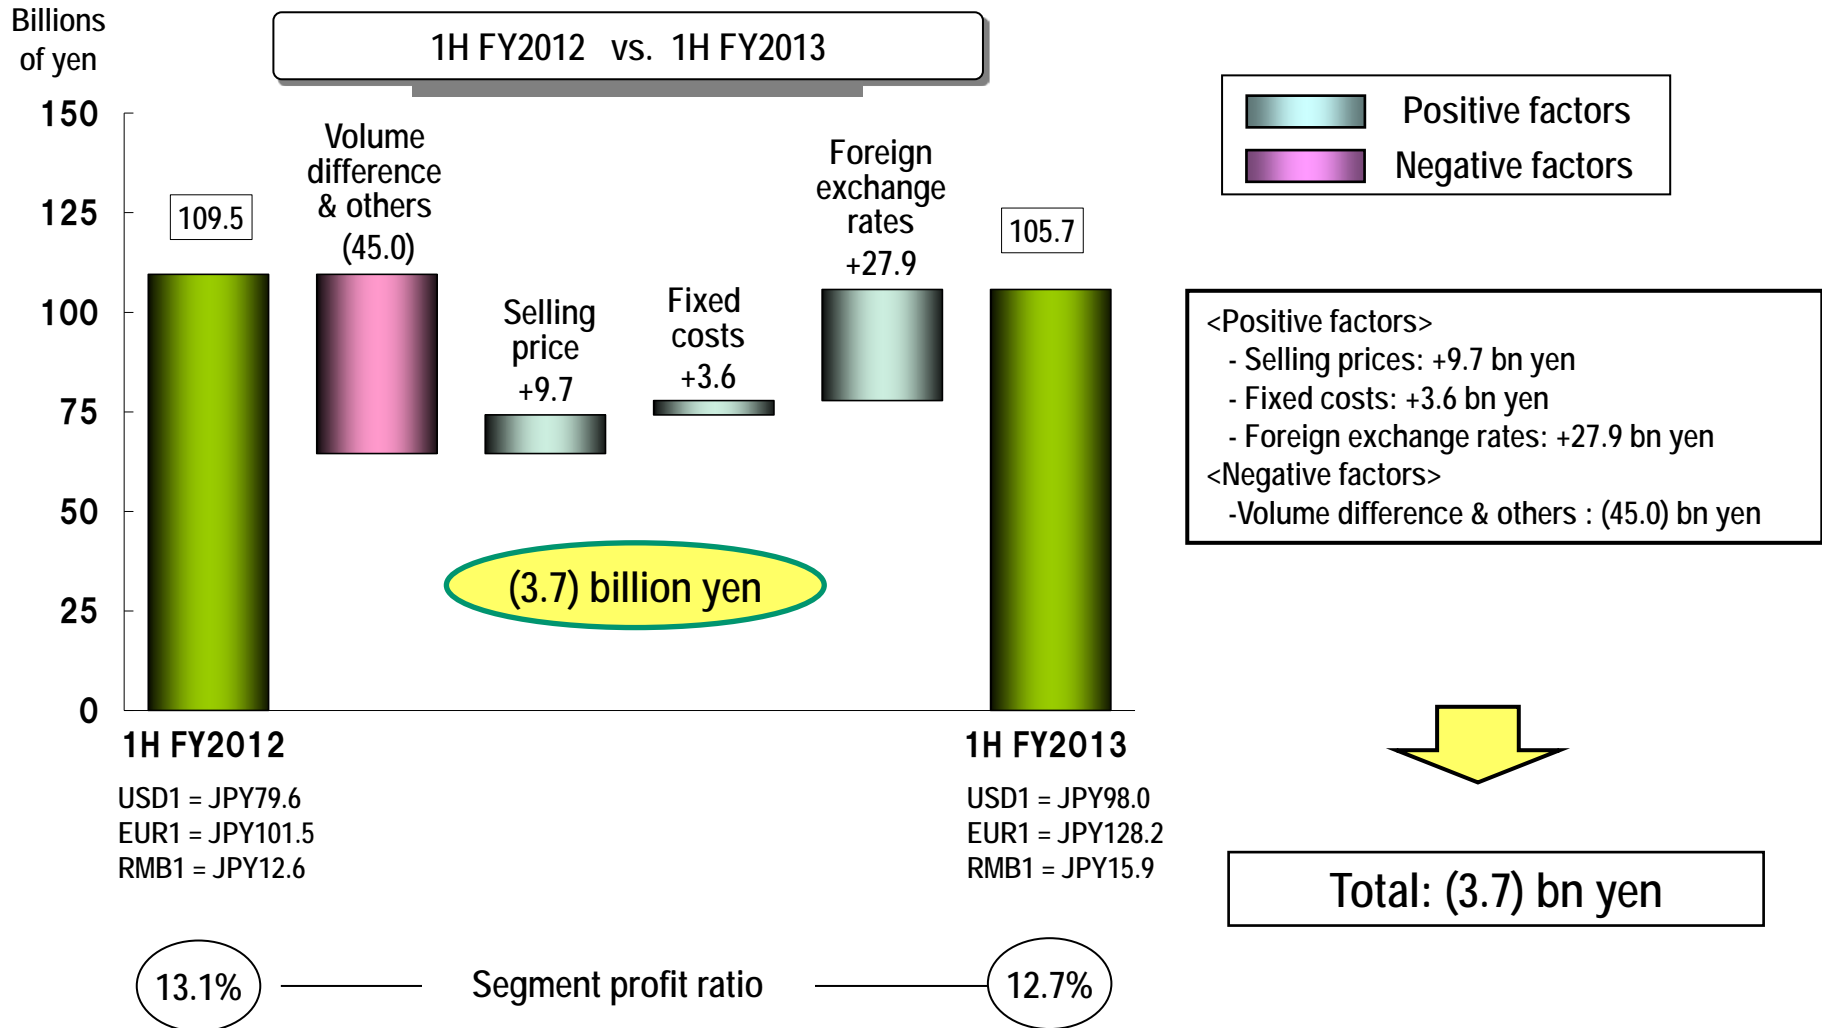 Billions
of yen
1H FY2012 vs. 1H FY2013
150
125
100
75
50
25
0
109.5
Volume
difference
& others
(45.0)
Selling
price
+9.7
Fixed
costs
+3.6
Foreign
exchange
rates
+27.9
105.7
(3.7) billion yen
1H FY2012
USD1 = JPY79.6
EUR1 = JPY101.5
RMB1 = JPY12.6
1H FY2013
USD1 = JPY98.0
EUR1 = JPY128.2
RMB1 = JPY15.9
13.1%
Segment profit ratio
12.7%
Positive factors
Negative factors
<Positive factors>
- Selling prices: +9.7 bn yen
- Fixed costs: +3.6 bn yen
- Foreign exchange rates: +27.9 bn yen
<Negative factors>
-Volume difference & others : (45.0) bn yen
Total: (3.7) bn yen